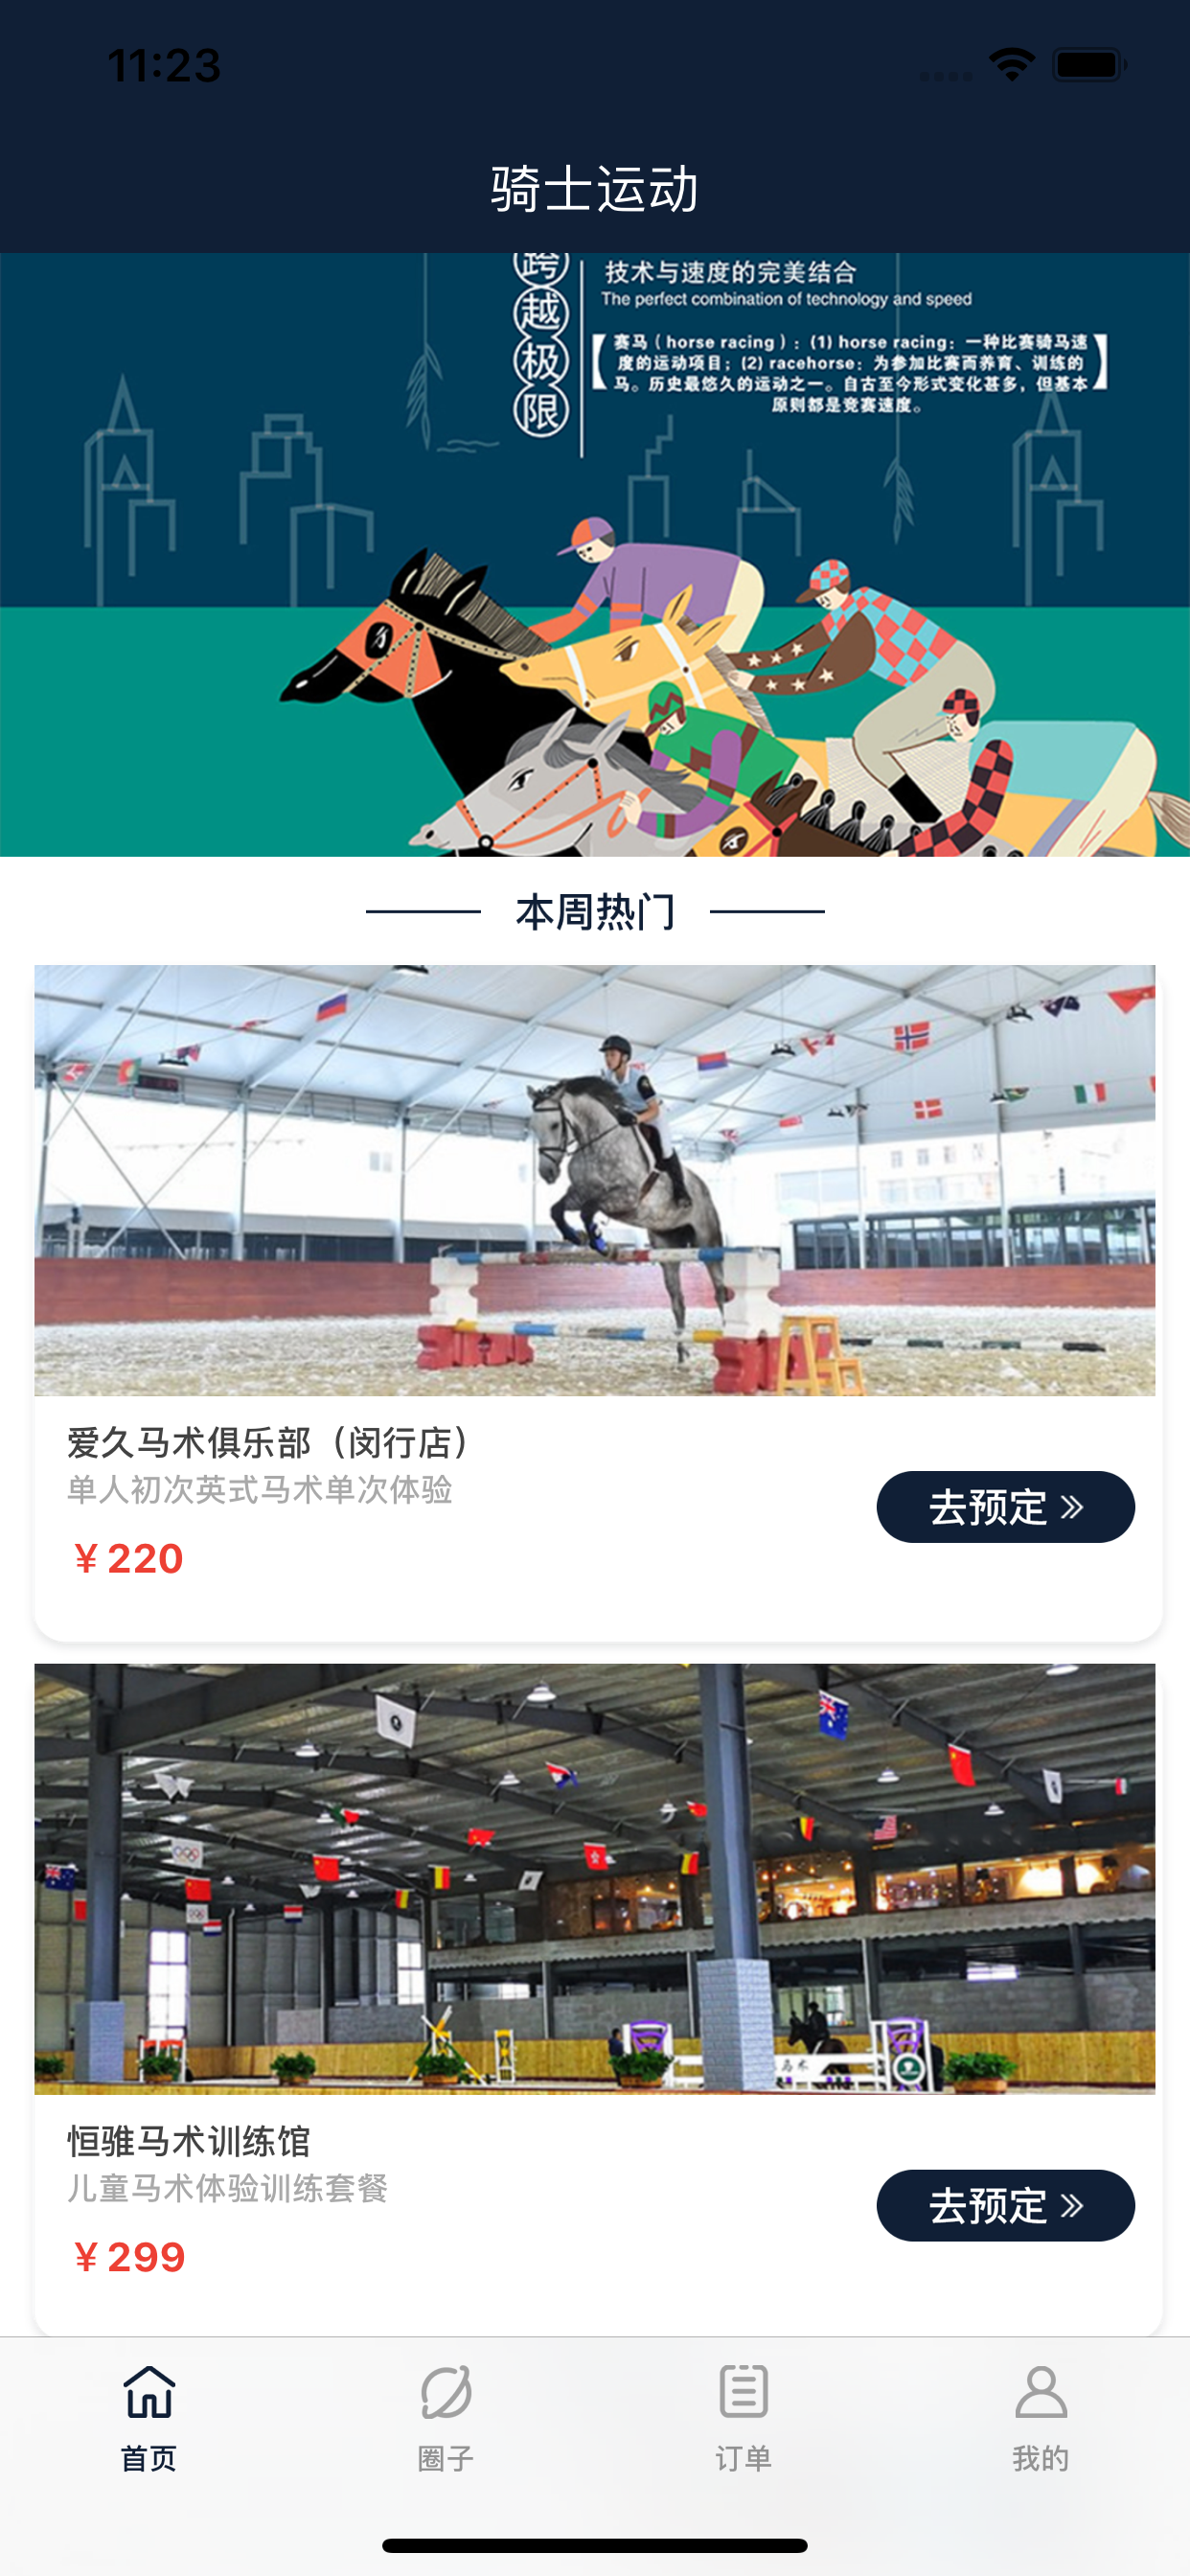 11:23
骑士运动
跨越极限
技术与速度的完美结合
The perfect combination of technology and speed
【赛马（horse racing）：(1) horse racing：一种比赛骑马速
度的运动项目；(2) racehorse：为参加比赛而养育、训练的
马。历史最悠久的运动之一。自古至今形式变化甚多，但基本】
原则都是竞赛速度。
本周热门
爱久马术俱乐部（闵行店）
单人初次英式马术单次体验
去预定
¥220
马术
恒骓马术训练馆
儿童马术体验训练套餐
去预定
¥299
首页
圈子
订单
我的